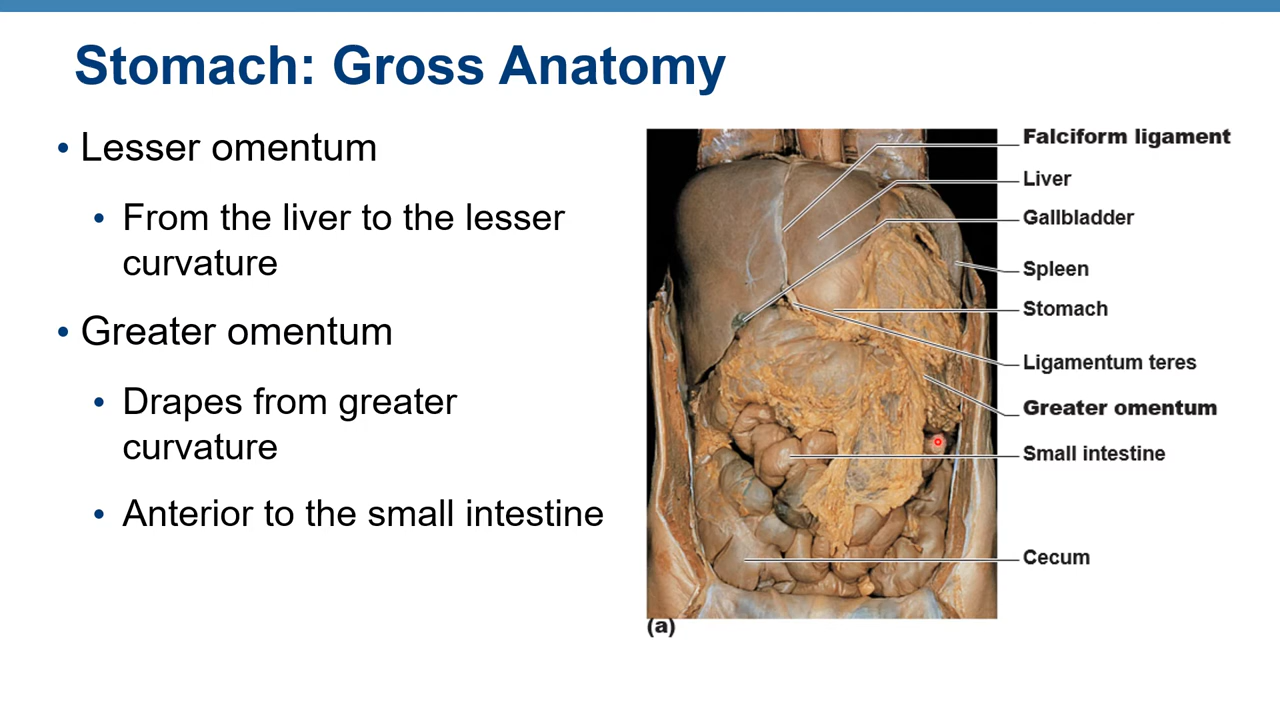 Stomach: Gross Anatomy
• Lesser omentum
• From the liver to the lesser
curvature
• Greater omentum
• Drapes from greater
curvature
• Anterior to the small intestine
Falciform ligament
Liver
Gallbladder
Spleen
Stomach
Ligamentum teres
Greater omentum
Small intestine
Cecum
(a)